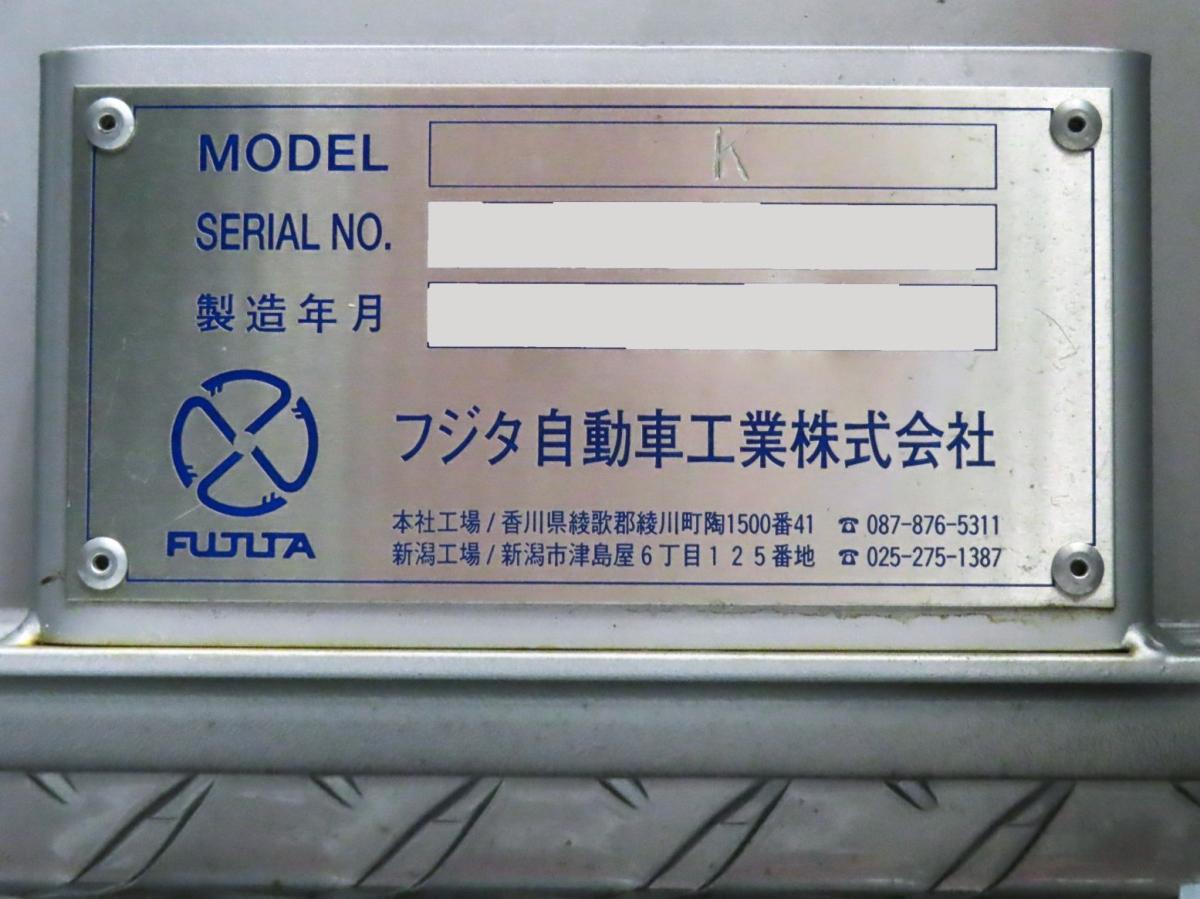 MODEL K
SERIAL NO.
製造年月
フジタ自動車工業株式会社
FUJITA
本社工場/香川県綾歌郡綾川町陶1500番41 ☎ 087-876-5311
新潟工場/新潟市津島屋6丁目125番地 ☎ 025-275-1387